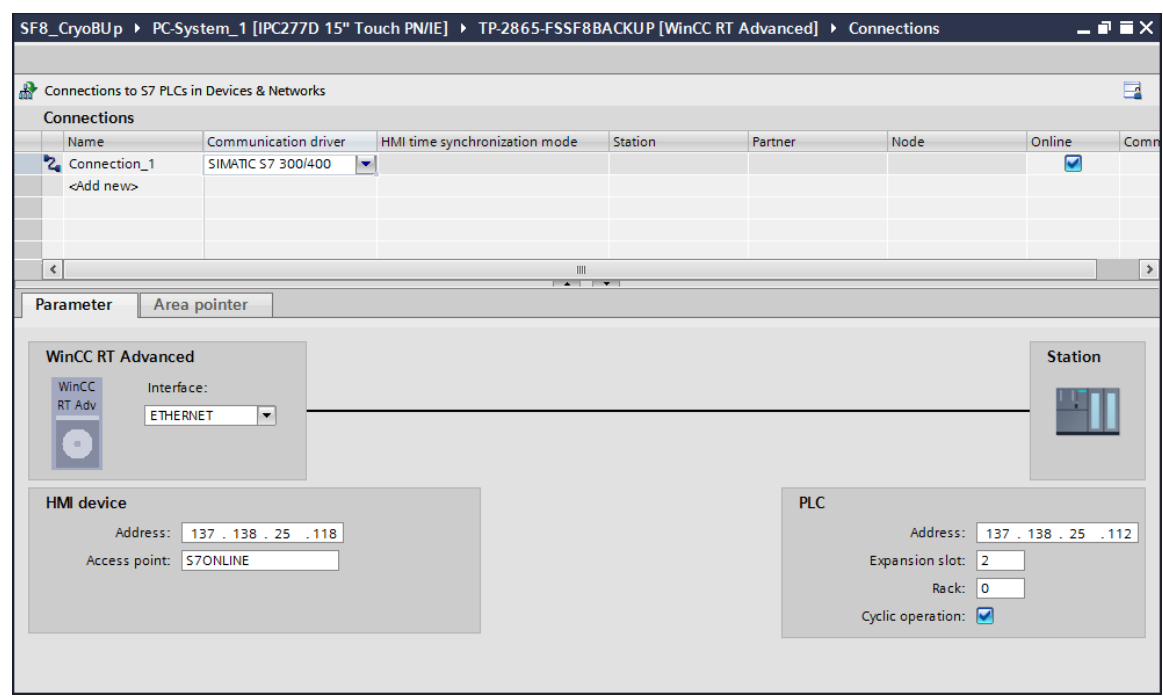 SF8_CryoBUp ▸ PC-System_1 [IPC277D 15" Touch PN/IE] ▸ TP-2865-FSSF8BACKUP [WinCC RT Advanced] ▸ Connections
Connections to S7 PLCs in Devices & Networks
Connections
Name Communication driver HMI time synchronization mode Station Partner Node Online Comm
Connection_1 SIMATIC S7 300/400
<Add new>
Parameter Area pointer
WinCC RT Advanced Station
WinCC RT Adv Interface:
ETHERNET
HMI device PLC
Address: 137 . 138 . 25 . 118 Address: 137 . 138 . 25 . 112
Access point: S7ONLINE Expansion slot: 2
Rack: 0
Cyclic operation: